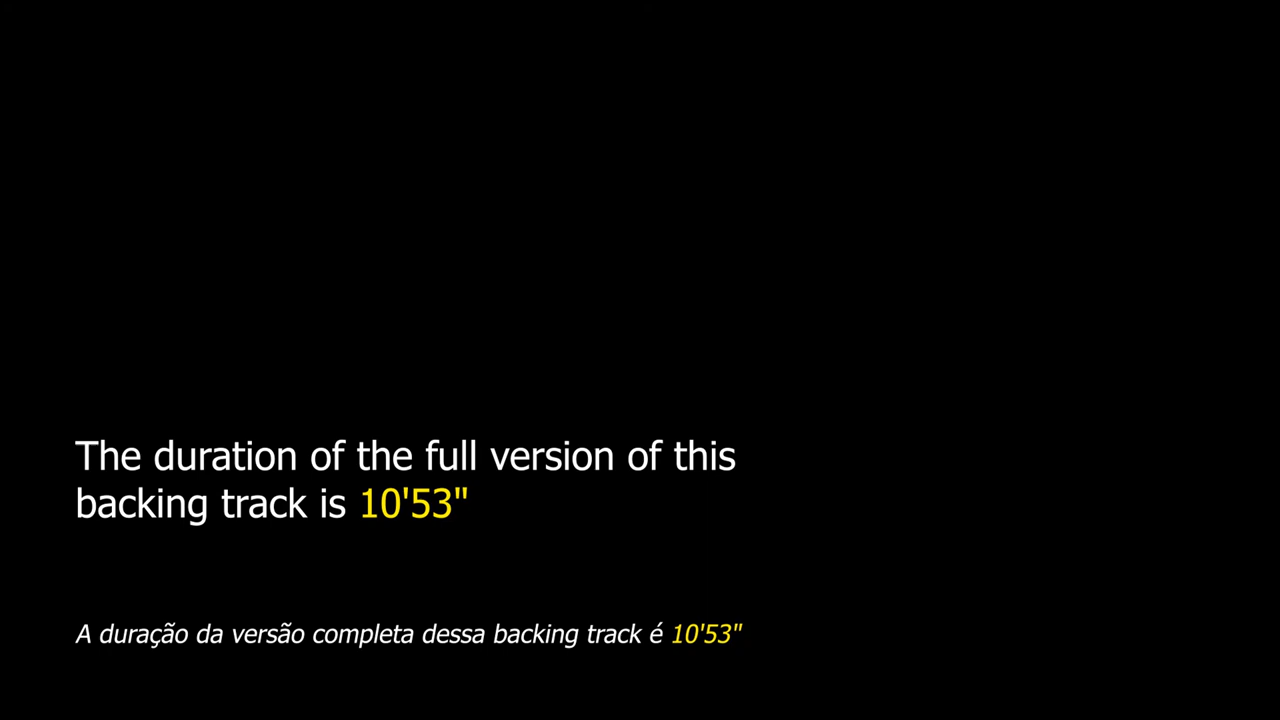 The duration of the full version of this
backing track is 10'53"
A duração da versão completa dessa backing track é 10'53"